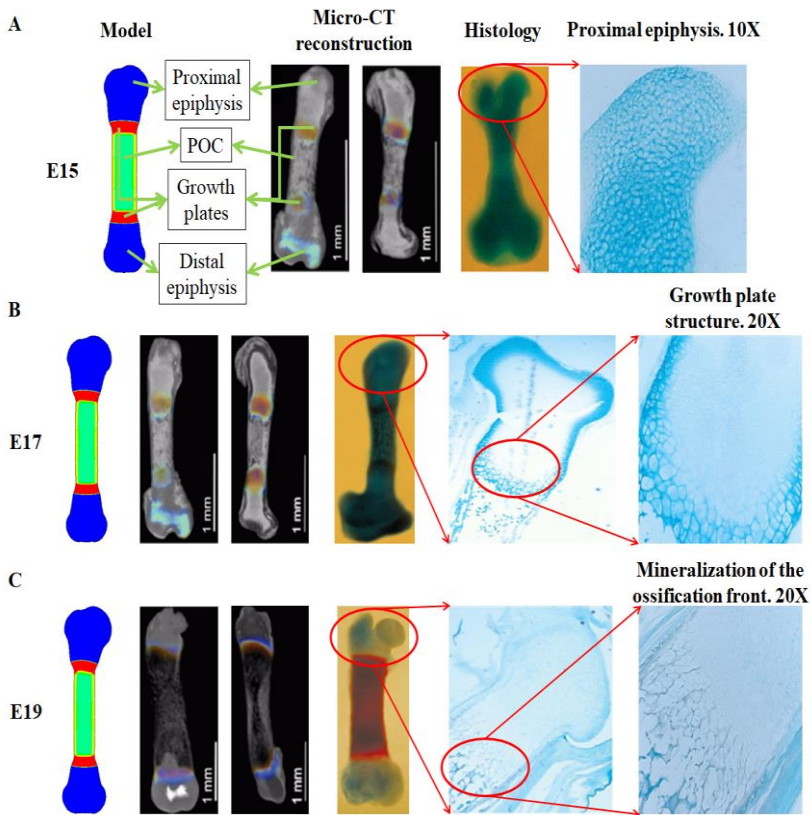 A
Model
Micro-CT
reconstruction
Histology
Proximal epiphysis. 10X
E15
Proximal
epiphysis
POC
Growth
plates
Distal
epiphysis
1 mm
1 mm
B
Growth plate
structure. 20X
E17
1 mm
1 mm
C
Mineralization of the
ossification front. 20X
E19
1 mm
1 mm